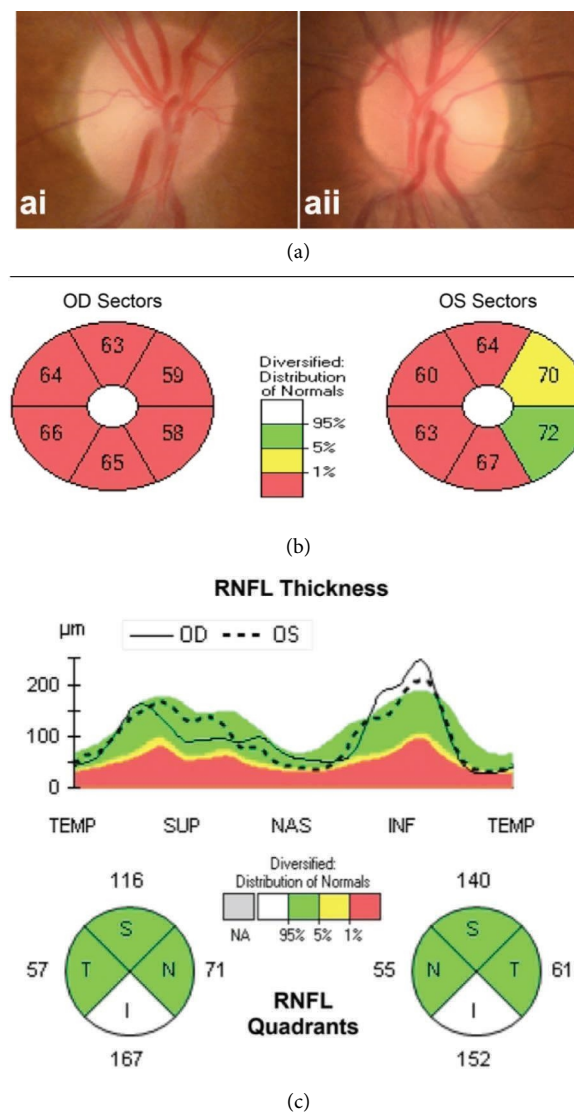 ai
aii
(a)
OD Sectors
OS Sectors
63
64
59
66
58
65
Diversified:
Distribution
of Normals
95%
5%
1%
64
60
70
63
72
67
(b)
RNFL Thickness
µm
OD
OS
200
100
0
TEMP SUP NAS INF TEMP
116
57
S
T
N
I
71
167
Diversified:
Distribution of Normals
NA 95% 5% 1%
RNFL
Quadrants
140
55
S
N
T
I
61
152
(c)